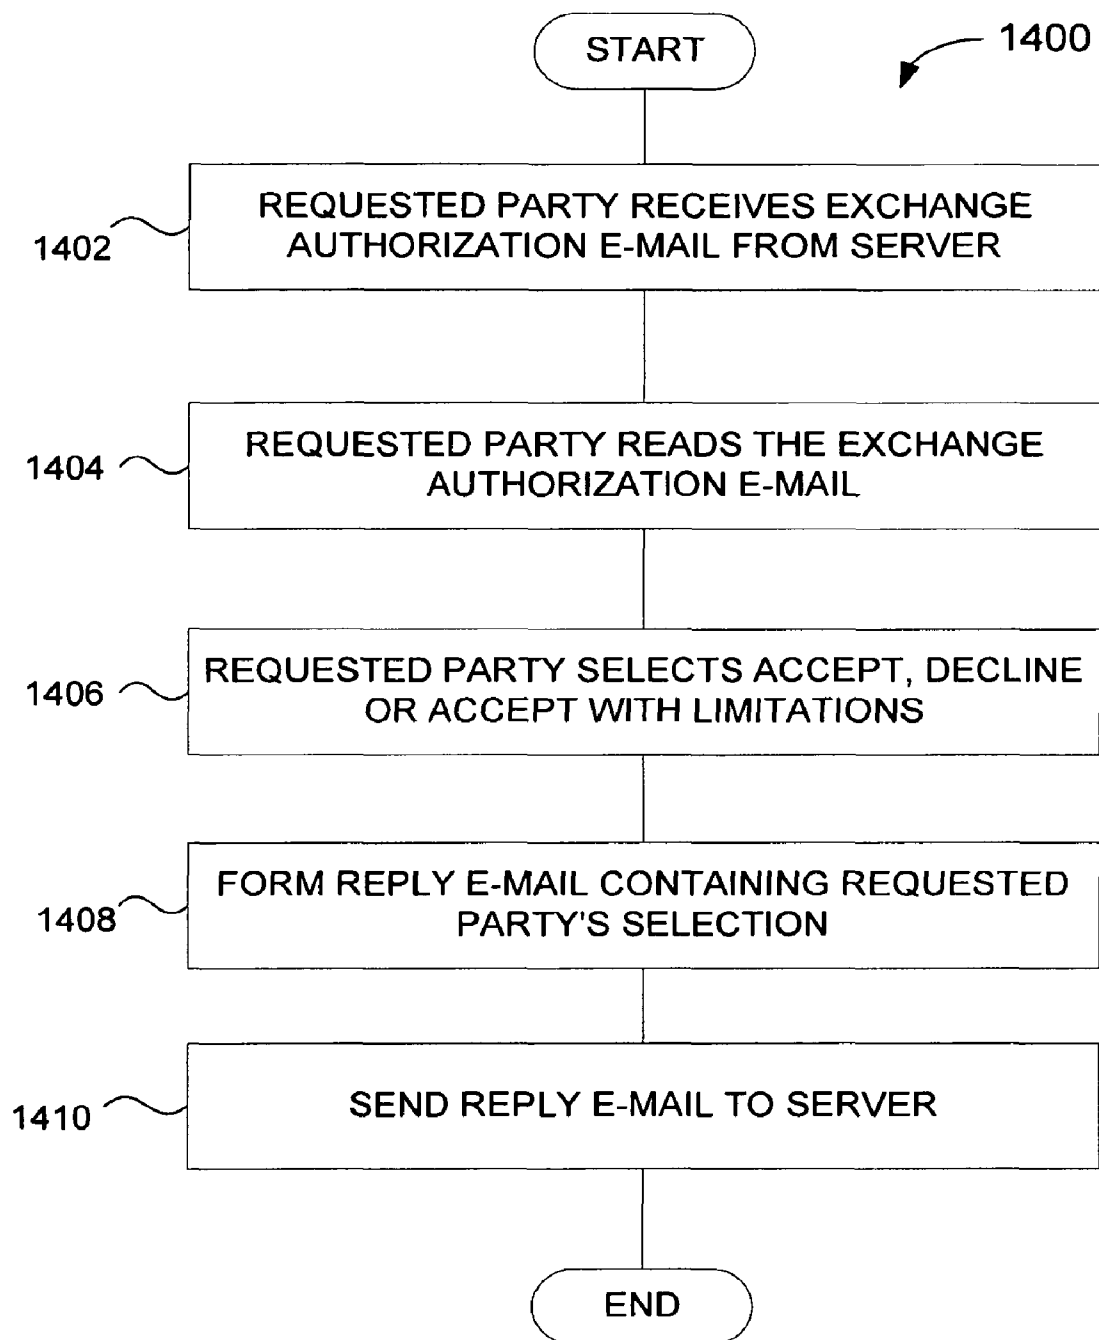 START
1400
REQUESTED PARTY RECEIVES EXCHANGE
AUTHORIZATION E-MAIL FROM SERVER
1402
REQUESTED PARTY READS THE EXCHANGE
AUTHORIZATION E-MAIL
1404
REQUESTED PARTY SELECTS ACCEPT, DECLINE
OR ACCEPT WITH LIMITATIONS
1406
FORM REPLY E-MAIL CONTAINING REQUESTED
PARTY'S SELECTION
1408
SEND REPLY E-MAIL TO SERVER
1410
END